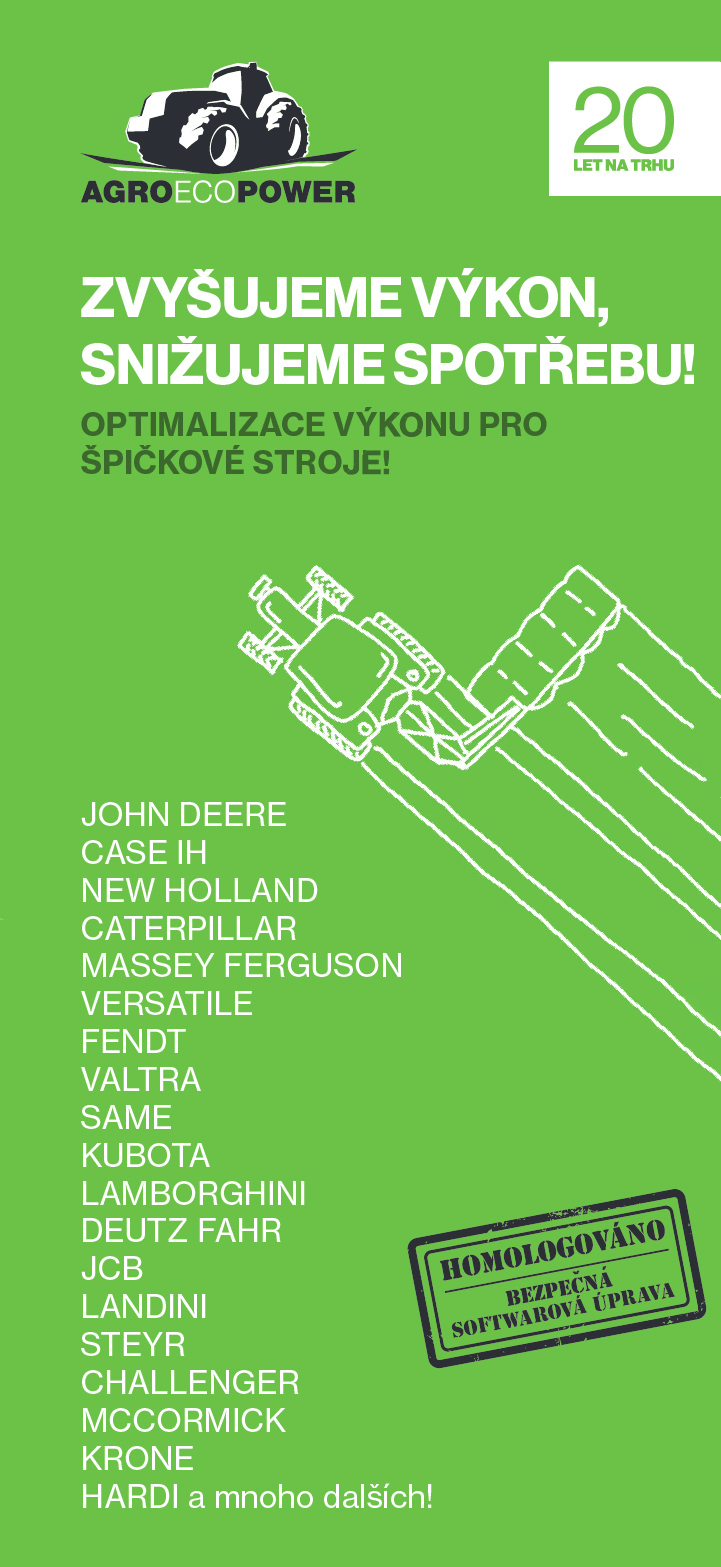 AGROECOPOWER
20
LET NA TRHU
ZVYŠUJEME VÝKON,
SNIŽUJEME SPOTŘEBU!
OPTIMALIZACE VÝKONU PRO
ŠPIČKOVÉ STROJE!
JOHN DEERE
CASE IH
NEW HOLLAND
CATERPILLAR
MASSEY FERGUSON
VERSATILE
FENDT
VALTRA
SAME
KUBOTA
LAMBORGHINI
DEUTZ FAHR
JCB
LANDINI
STEYR
CHALLENGER
MCCORMICK
KRONE
HARDI a mnoho dalších!
HOMOLOGOVÁNO
BEZPEČNÁ
SOFTWAROVÁ ÚPRAVA